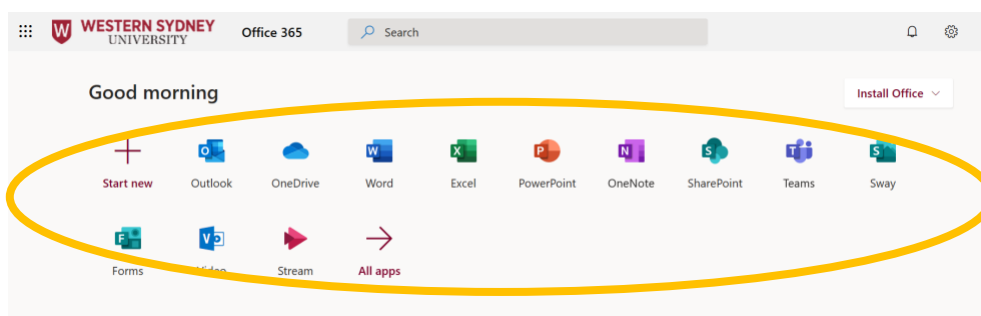 WESTERN SYDNEY
UNIVERSITY
Office 365
Search
Good morning
Install Office
Start new
Outlook
OneDrive
Word
Excel
PowerPoint
OneNote
SharePoint
Teams
Sway
Forms
Video
Stream
All apps